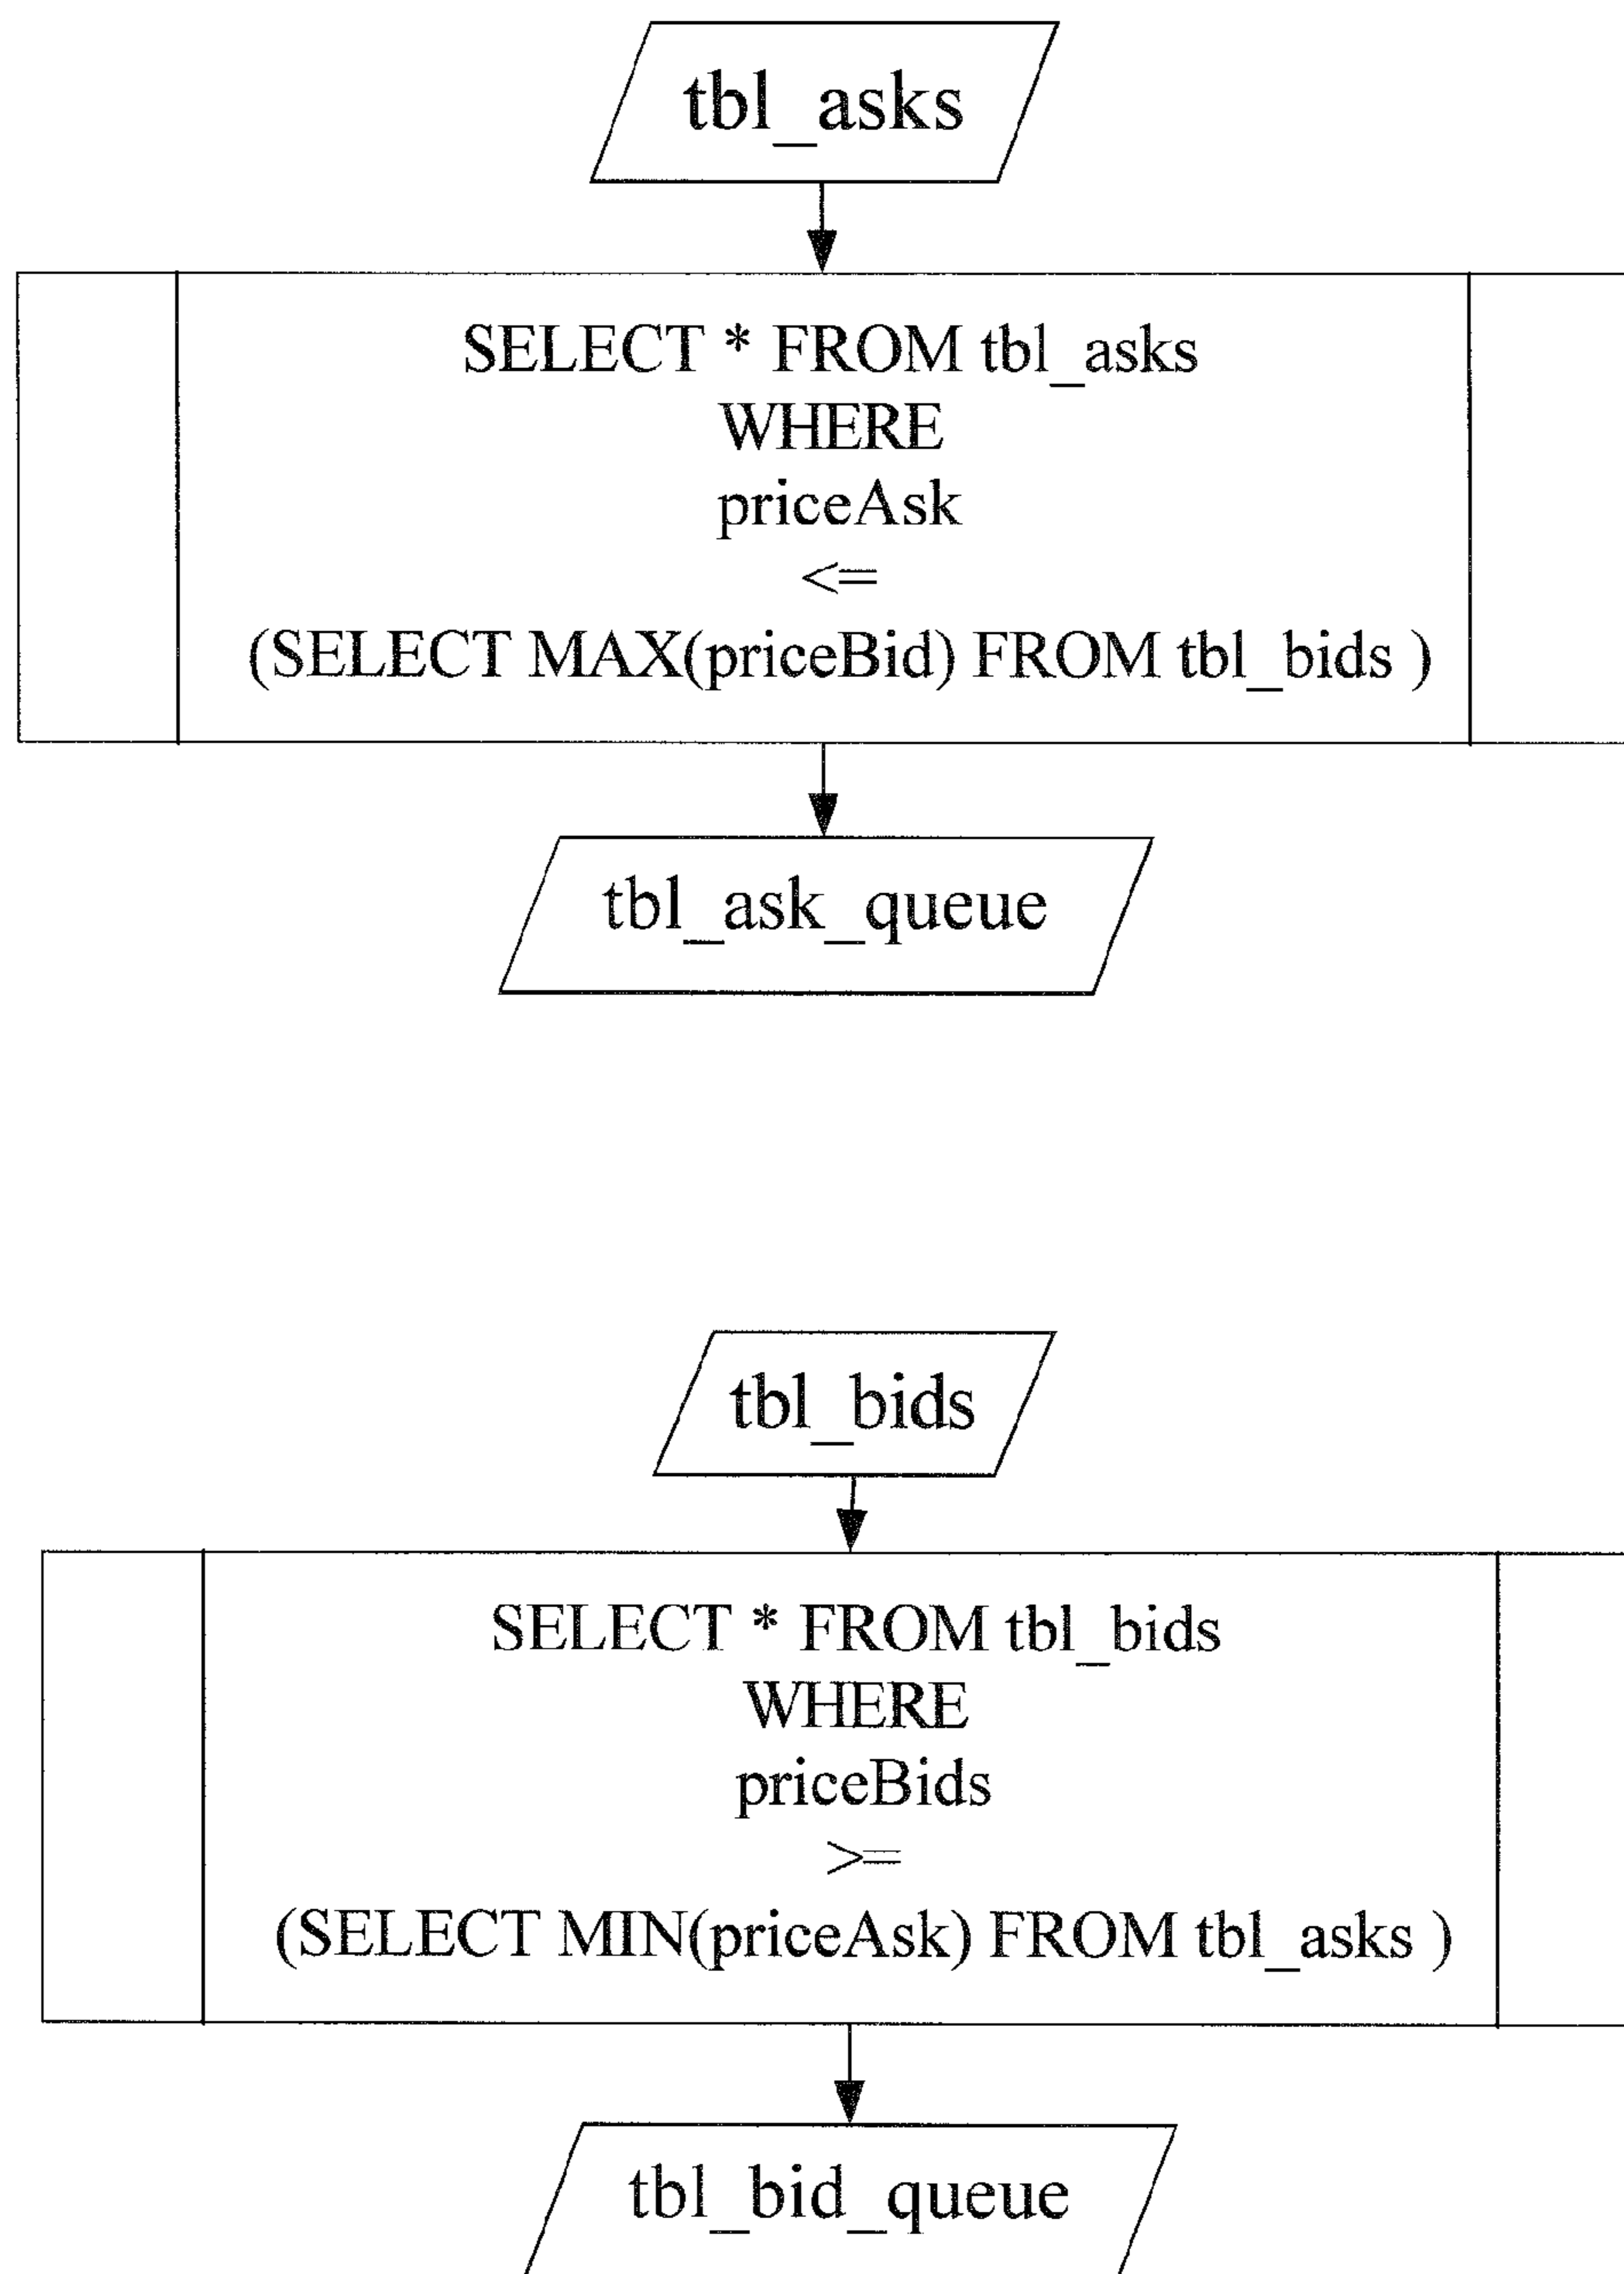 tbl_asks
SELECT * FROM tbl_asks
WHERE
priceAsk
<=
(SELECT MAX(priceBid) FROM tbl_bids )
tbl_ask_queue
tbl_bids
SELECT * FROM tbl_bids
WHERE
priceBids
>=
(SELECT MIN(priceAsk) FROM tbl_asks )
tbl_bid_queue